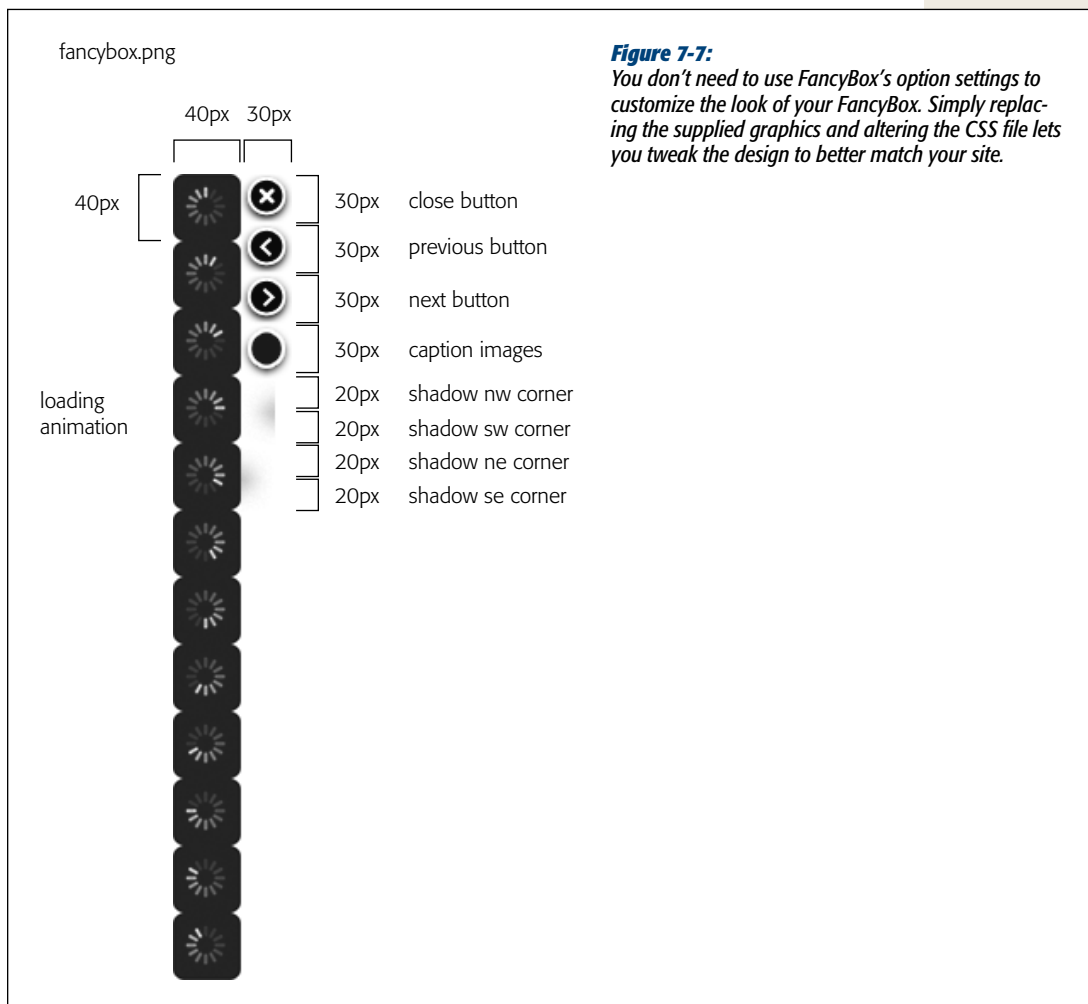 fancybox.png
Figure 7-7:
You don’t need to use FancyBox’s option settings to
customize the look of your FancyBox. Simply replac-
ing the supplied graphics and altering the CSS file lets
you tweak the design to better match your site.
40px 30px
40px
30px close button
30px previous button
30px next button
30px caption images
loading
animation
20px shadow nw corner
20px shadow sw corner
20px shadow ne corner
20px shadow se corner